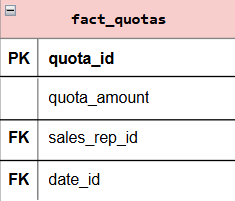 fact_quotas
PK quota_id
quota_amount
FK sales_rep_id
FK date_id